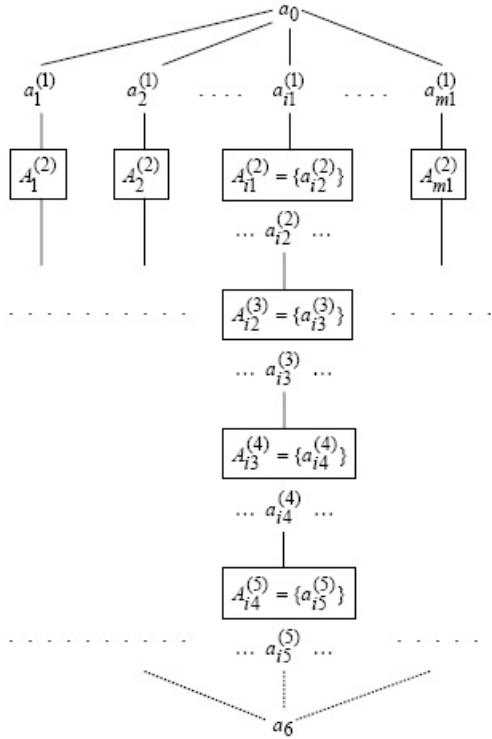 a₀
a₁⁽¹⁾ a₂⁽¹⁾ . . . . aᵢ₁⁽¹⁾ . . . . aₘ₁⁽¹⁾
A₁⁽²⁾ A₂⁽²⁾ Aᵢ₁⁽²⁾ = {aᵢ₂⁽²⁾} Aₘ₁⁽²⁾
... aᵢ₂⁽²⁾ ...
Aᵢ₂⁽³⁾ = {aᵢ₃⁽³⁾}
... aᵢ₃⁽³⁾ ...
Aᵢ₃⁽⁴⁾ = {aᵢ₄⁽⁴⁾}
... aᵢ₄⁽⁴⁾ ...
Aᵢ₄⁽⁵⁾ = {aᵢ₅⁽⁵⁾}
... aᵢ₅⁽⁵⁾ ...
a₆